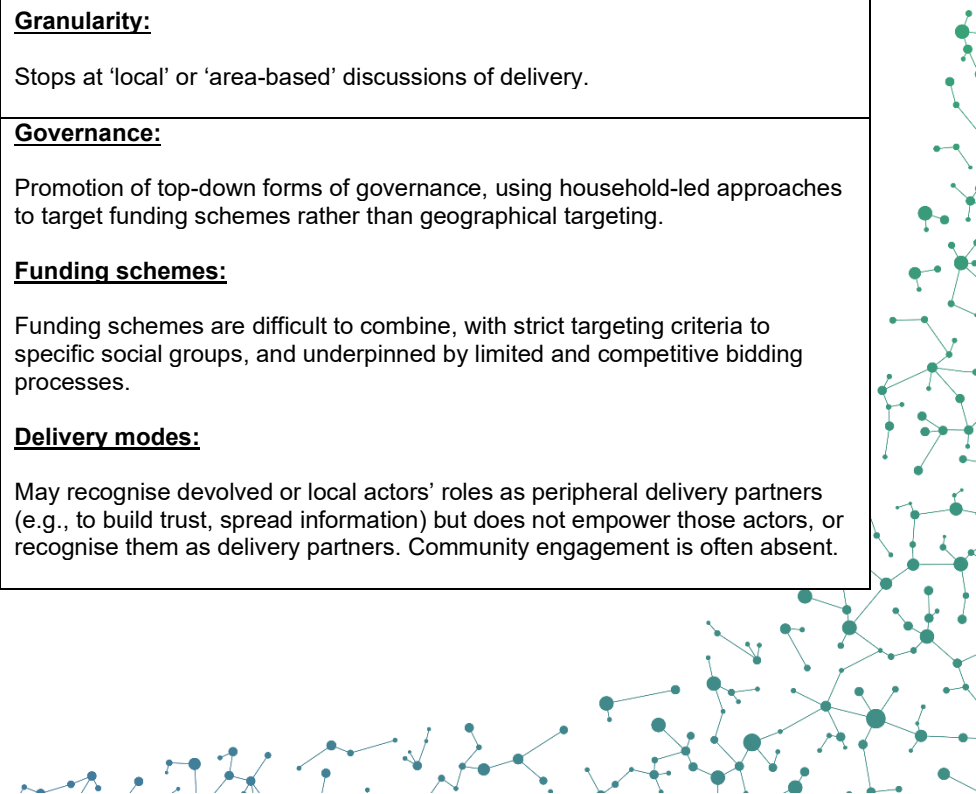 Granularity:
Stops at ‘local’ or ‘area-based’ discussions of delivery.
Governance:
Promotion of top-down forms of governance, using household-led approaches
to target funding schemes rather than geographical targeting.
Funding schemes:
Funding schemes are difficult to combine, with strict targeting criteria to
specific social groups, and underpinned by limited and competitive bidding
processes.
Delivery modes:
May recognise devolved or local actors’ roles as peripheral delivery partners
(e.g., to build trust, spread information) but does not empower those actors, or
recognise them as delivery partners. Community engagement is often absent.